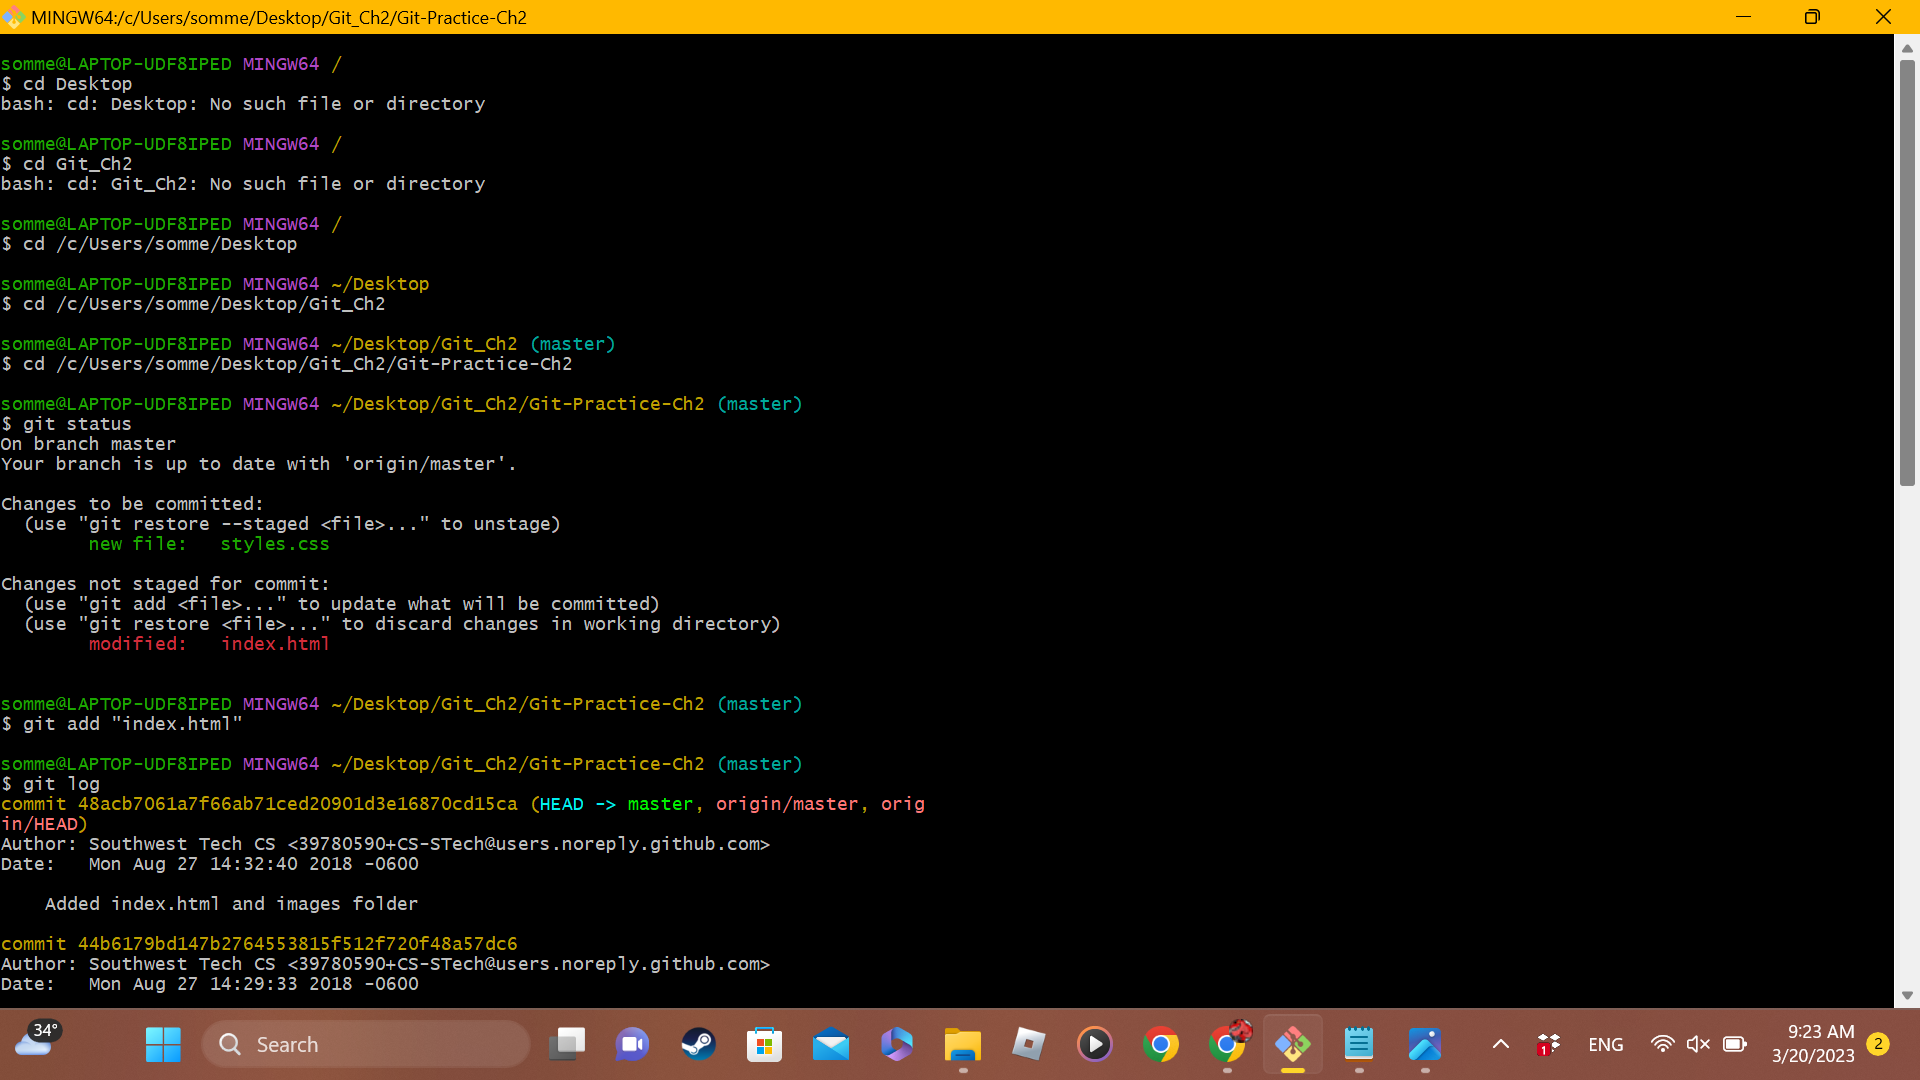 MINGW64:/c/Users/somme/Desktop/Git_Ch2/Git-Practice-Ch2
somme@LAPTOP-UDF8IPED MINGW64 /
$ cd Desktop
bash: cd: Desktop: No such file or directory
somme@LAPTOP-UDF8IPED MINGW64 /
$ cd Git_Ch2
bash: cd: Git_Ch2: No such file or directory
somme@LAPTOP-UDF8IPED MINGW64 /
$ cd /c/Users/somme/Desktop
somme@LAPTOP-UDF8IPED MINGW64 ~/Desktop
$ cd /c/Users/somme/Desktop/Git_Ch2
somme@LAPTOP-UDF8IPED MINGW64 ~/Desktop/Git_Ch2 (master)
$ cd /c/Users/somme/Desktop/Git_Ch2/Git-Practice-Ch2
somme@LAPTOP-UDF8IPED MINGW64 ~/Desktop/Git_Ch2/Git-Practice-Ch2 (master)
$ git status
On branch master
Your branch is up to date with 'origin/master'.
Changes to be committed:
  (use "git restore --staged <file>..." to unstage)
        new file:   styles.css
Changes not staged for commit:
  (use "git add <file>..." to update what will be committed)
  (use "git restore <file>..." to discard changes in working directory)
        modified:   index.html
somme@LAPTOP-UDF8IPED MINGW64 ~/Desktop/Git_Ch2/Git-Practice-Ch2 (master)
$ git add "index.html"
somme@LAPTOP-UDF8IPED MINGW64 ~/Desktop/Git_Ch2/Git-Practice-Ch2 (master)
$ git log
commit 48acb7061a7f66ab71ced20901d3e16870cd15ca (HEAD -> master, origin/master, orig
in/HEAD)
Author: Southwest Tech CS <39780590+CS-STech@users.noreply.github.com>
Date:   Mon Aug 27 14:32:40 2018 -0600
    Added index.html and images folder
commit 44b6179bd147b2764553815f512f720f48a57dc6
Author: Southwest Tech CS <39780590+CS-STech@users.noreply.github.com>
Date:   Mon Aug 27 14:29:33 2018 -0600
34°
Search
1
ENG
9:23 AM
3/20/2023
2